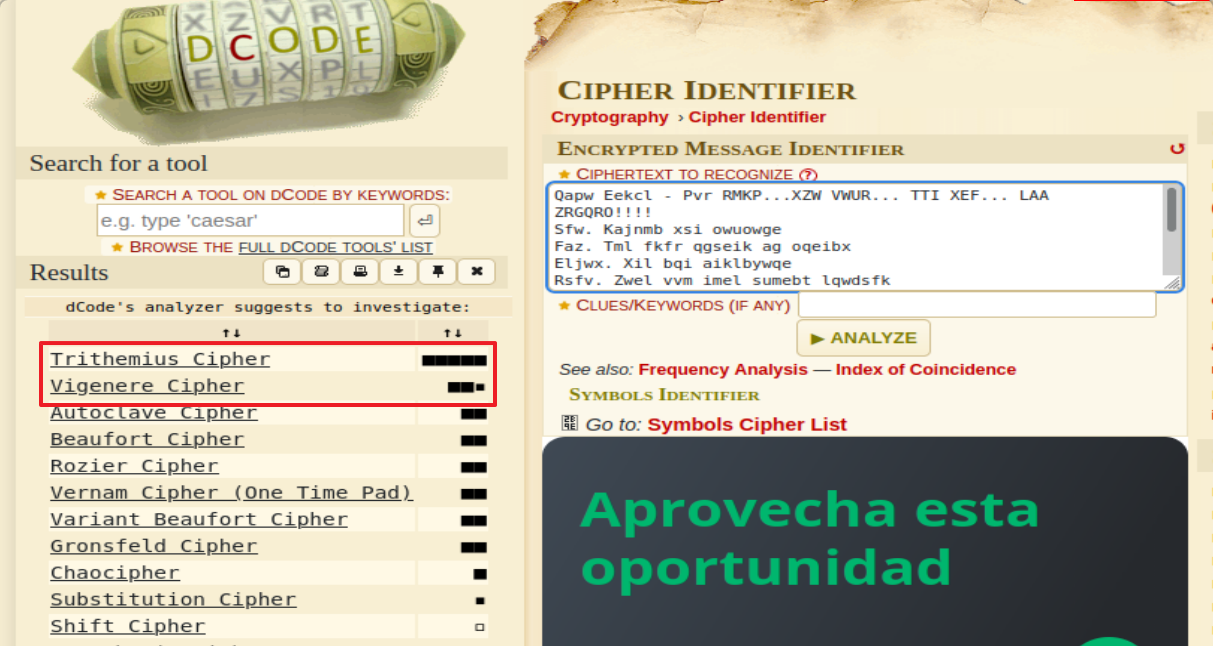 DCODE
Search for a tool
★ SEARCH A TOOL ON DCODE BY KEYWORDS:
e.g. type 'caesar'
★ BROWSE THE FULL DCODE TOOLS' LIST
Results
dCode's analyzer suggests to investigate:
↑↓ ↑↓
Trithemius Cipher ■■■■■
Vigenere Cipher ■■▪
Autoclave Cipher ■■
Beaufort Cipher ■■
Rozier Cipher ■■
Vernam Cipher (One Time Pad) ■■
Variant Beaufort Cipher ■■
Gronsfeld Cipher ■■
Chaocipher ■
Substitution Cipher ▪
Shift Cipher ▫
CIPHER IDENTIFIER
Cryptography › Cipher Identifier
ENCRYPTED MESSAGE IDENTIFIER
★ CIPHERTEXT TO RECOGNIZE (?)
Qapw Eekcl - Pvr RMKP...XZW VWUR... TTI XEF... LAA
ZRGQRO!!!!
Sfw. Kajnmb xsi owuowge
Faz. Tml fkfr qgseik ag oqeibx
Eljwx. Xil bqi aiklbywqe
Rsfv. Zwel vvm imel sumebt lqwdsfk
★ CLUES/KEYWORDS (IF ANY)
► ANALYZE
See also: Frequency Analysis — Index of Coincidence
SYMBOLS IDENTIFIER
Go to: Symbols Cipher List
Aprovecha esta
oportunidad